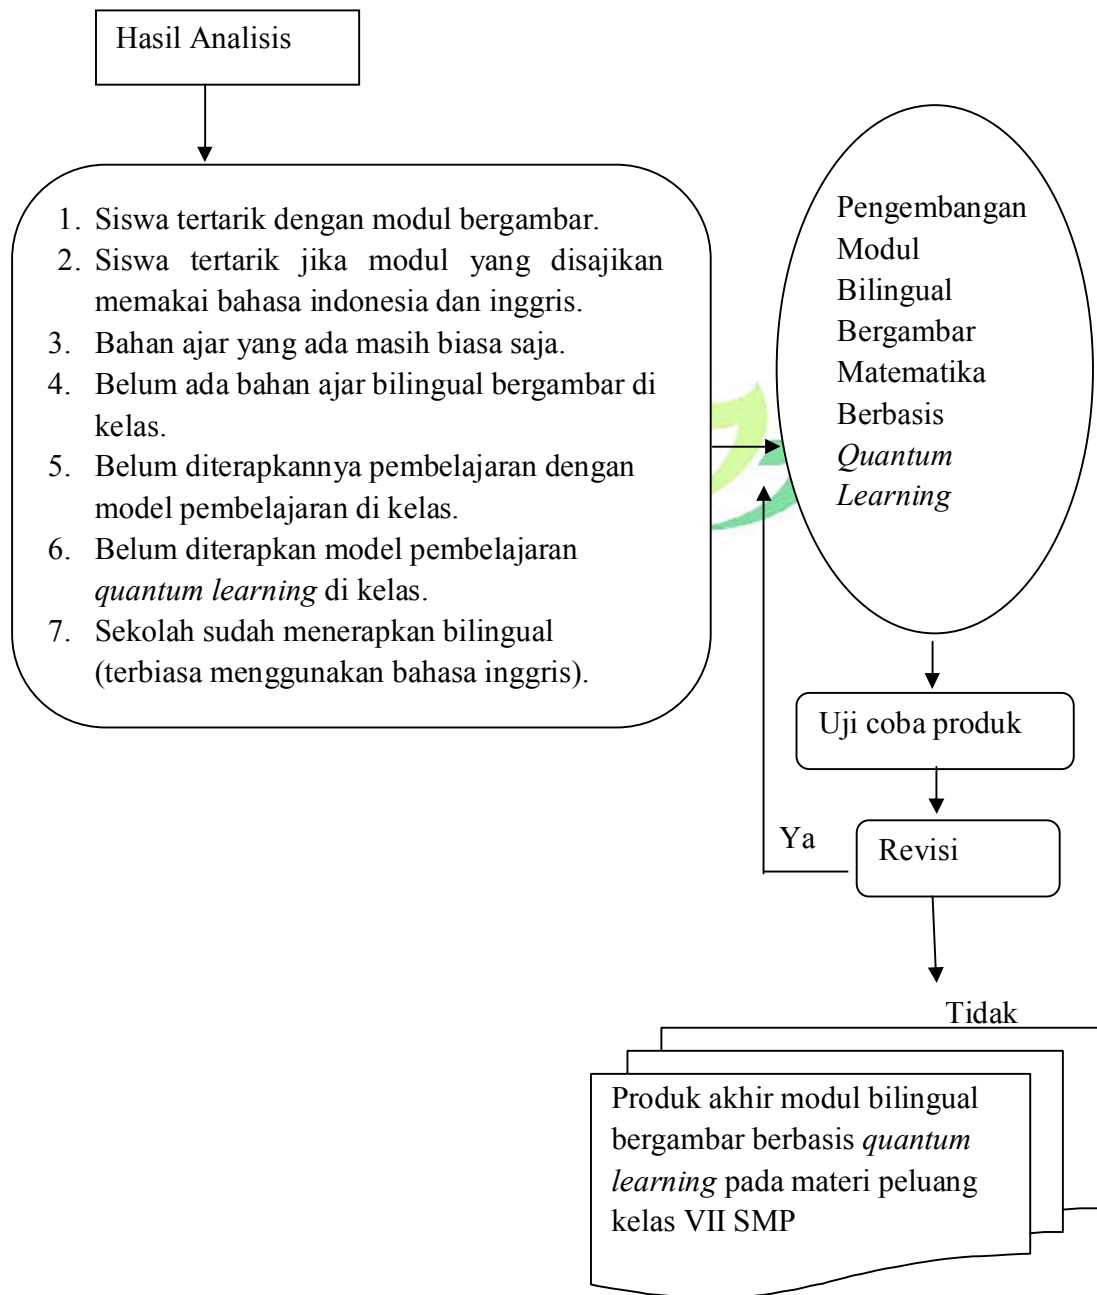 Hasil Analisis
1. Siswa tertarik dengan modul bergambar.
2. Siswa tertarik jika modul yang disajikan
memakai bahasa indonesia dan inggris.
3. Bahan ajar yang ada masih biasa saja.
4. Belum ada bahan ajar bilingual bergambar di
kelas.
5. Belum diterapkannya pembelajaran dengan
model pembelajaran di kelas.
6. Belum diterapkan model pembelajaran
quantum learning di kelas.
7. Sekolah sudah menerapkan bilingual
(terbiasa menggunakan bahasa inggris).
Pengembangan
Modul
Bilingual
Bergambar
Matematika
Berbasis
Quantum
Learning
Uji coba produk
Ya
Revisi
Tidak
Produk akhir modul bilingual
bergambar berbasis quantum
learning pada materi peluang
kelas VII SMP